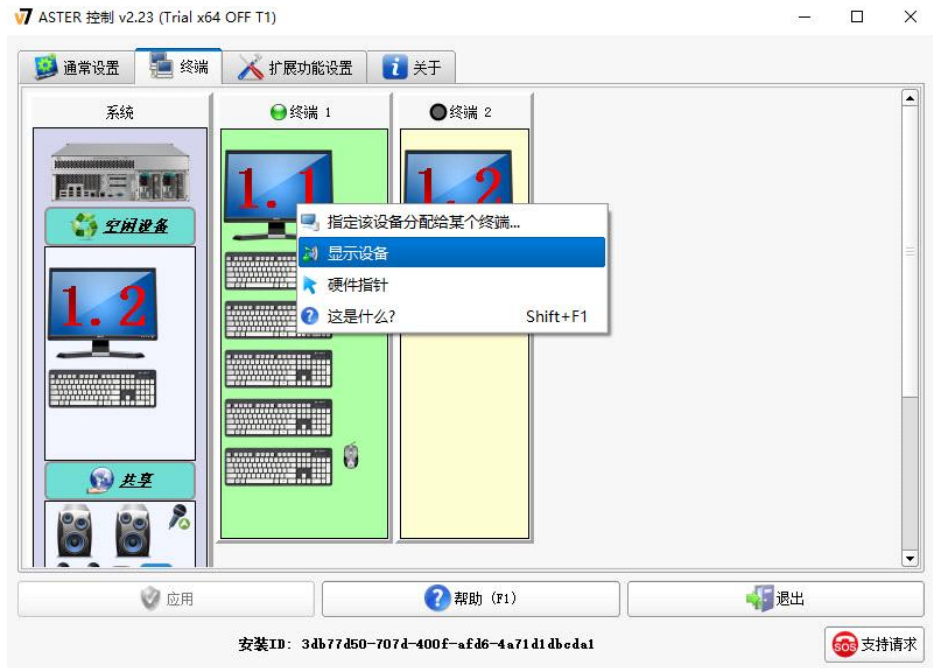 ASTER 控制 v2.23 (Trial x64 OFF T1)
通常设置 终端 扩展功能设置 关于
系统 终端 1 终端 2
1.1 1.2
空闲设备
指定该设备分配给某个终端...
显示设备
硬件指针
这是什么? Shift+F1
1.2
共享
应用 帮助 (F1) 退出
安装ID: 3db77d50-707d-400f-afd6-4a71d1dbcda1
SOS 支持请求